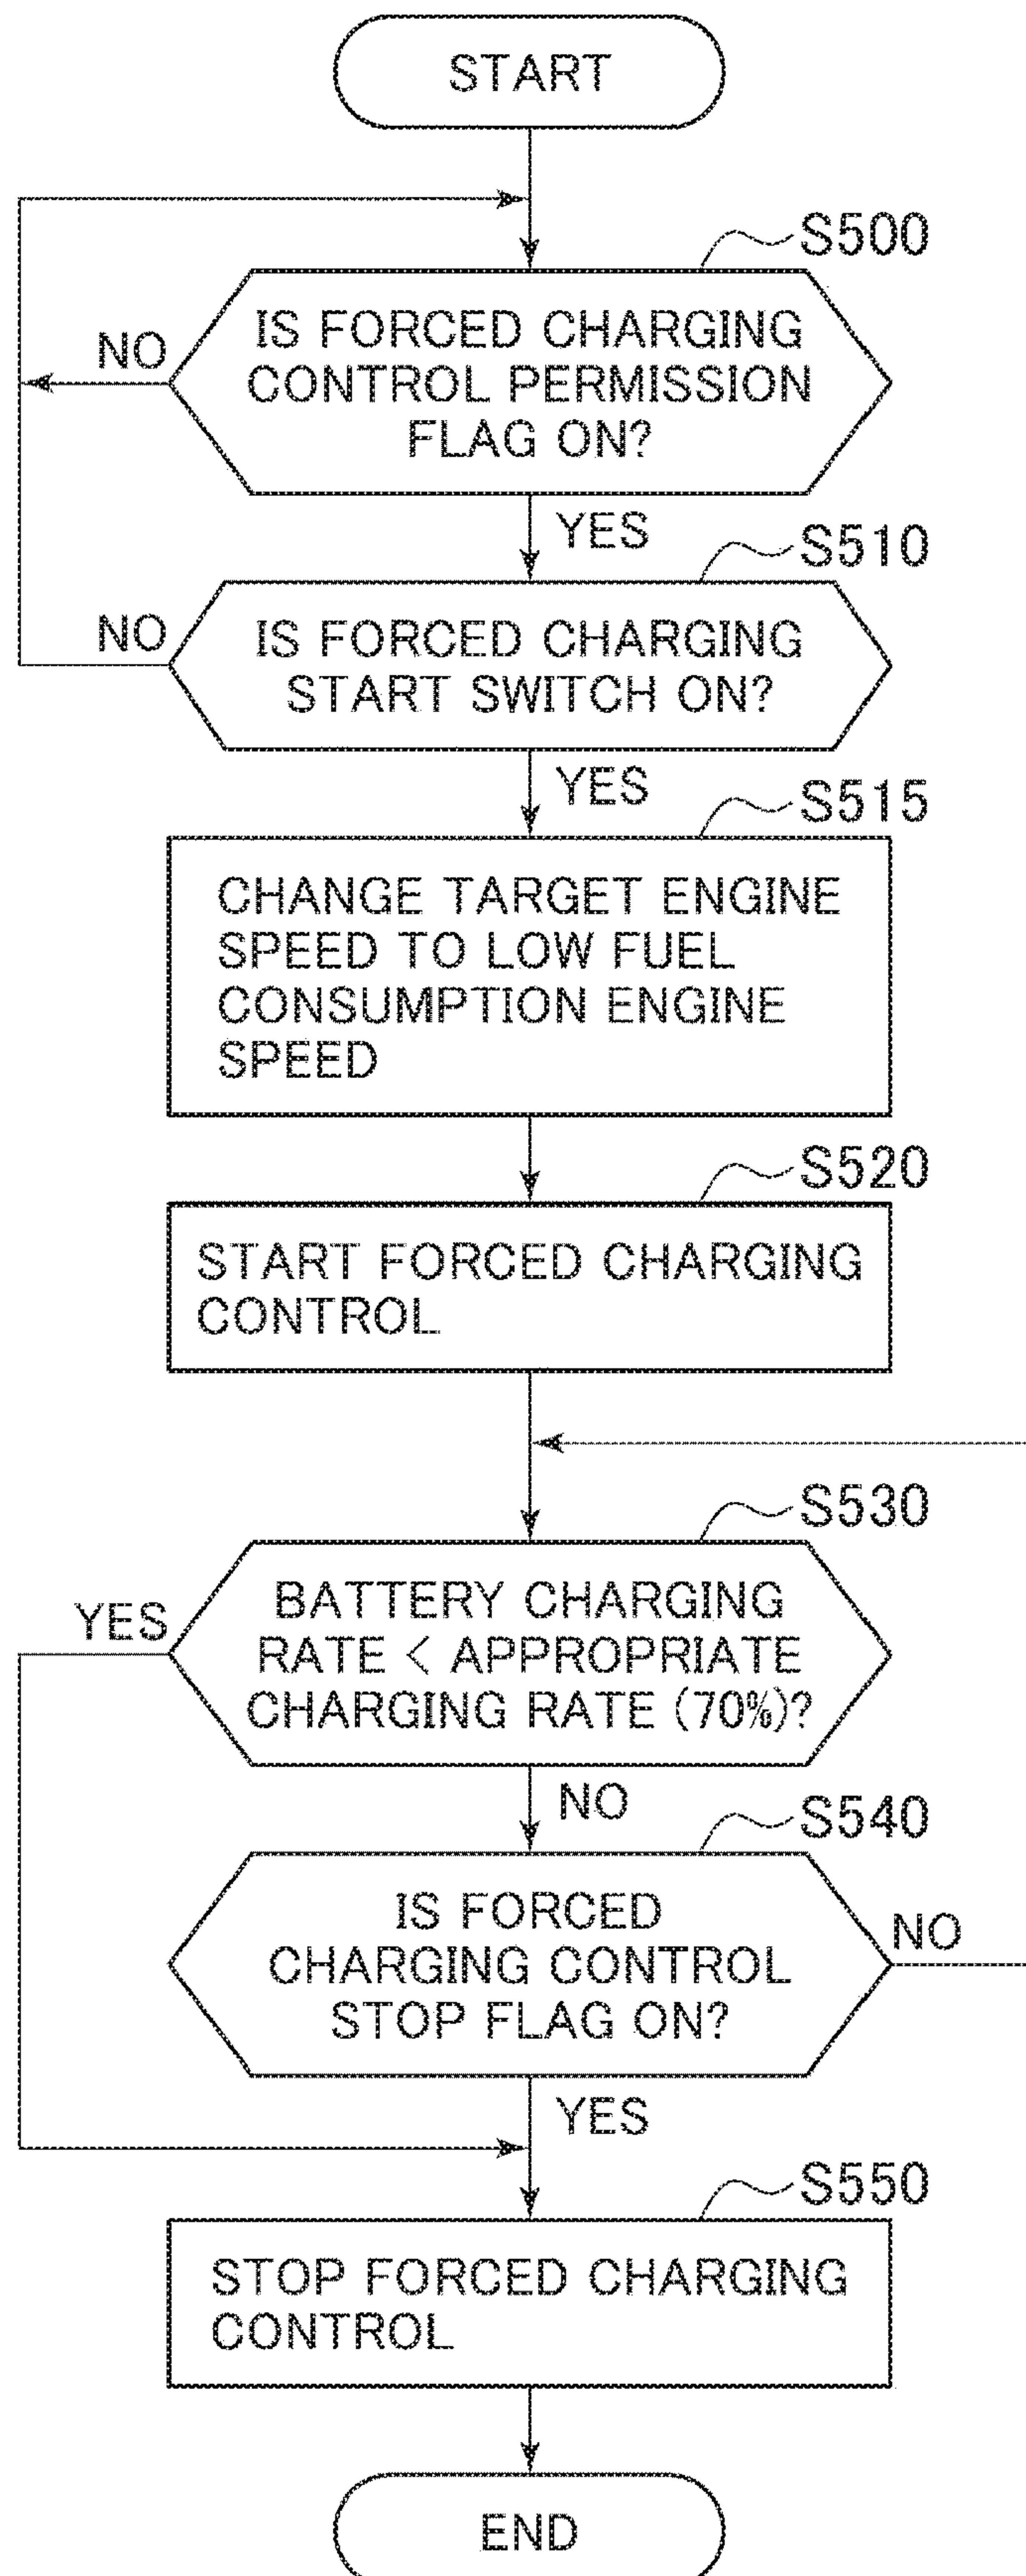 START
S500
IS FORCED CHARGING
CONTROL PERMISSION
FLAG ON?
NO
YES
S510
IS FORCED CHARGING
START SWITCH ON?
NO
YES
S515
CHANGE TARGET ENGINE
SPEED TO LOW FUEL
CONSUMPTION ENGINE
SPEED
S520
START FORCED CHARGING
CONTROL
S530
BATTERY CHARGING
RATE < APPROPRIATE
CHARGING RATE (70%)?
YES
NO
S540
IS FORCED
CHARGING CONTROL
STOP FLAG ON?
NO
YES
S550
STOP FORCED CHARGING
CONTROL
END